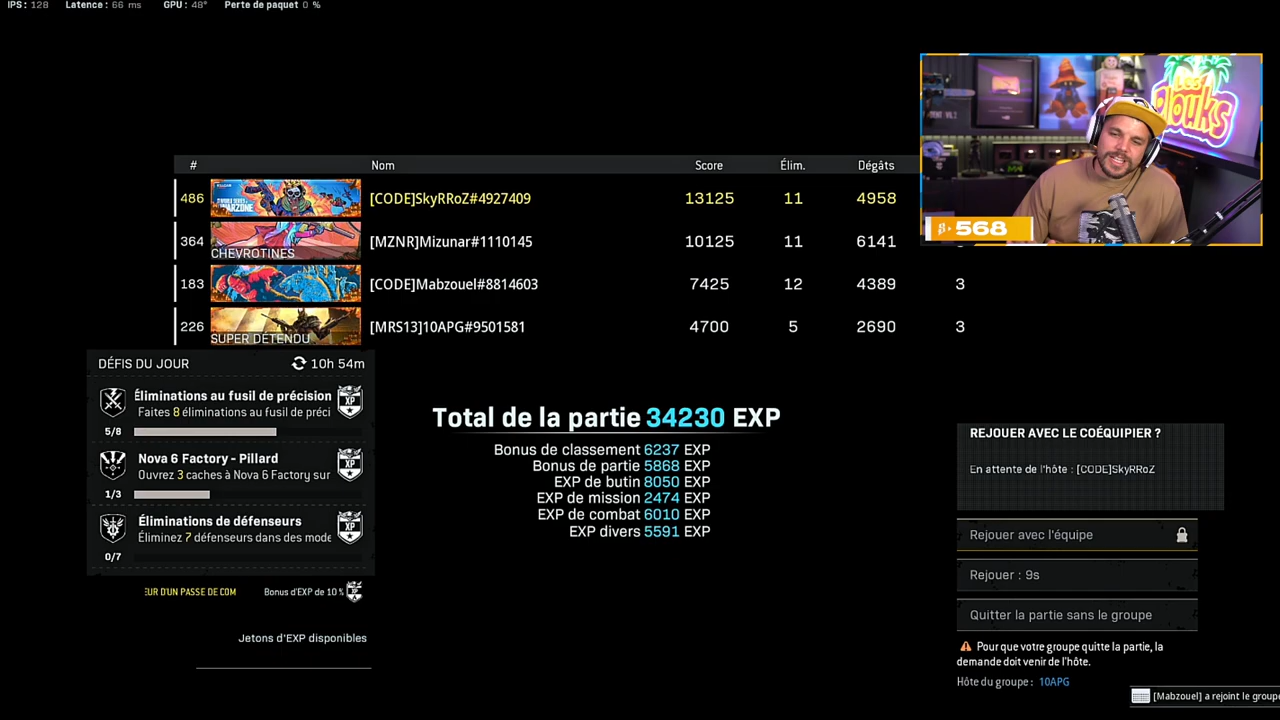 IPS : 128 Latence : 66 ms GPU : 48° Perte de paquet 0 %
LES
Plouks
568
# Nom Score Élim. Dégâts
486 [CODE]SkyRRoZ#4927409 13125 11 4958
364 CHEVROTINES [MZNR]Mizunar#1110145 10125 11 6141
183 [CODE]Mabzouel#8814603 7425 12 4389 3
226 SUPER DÉTENDU [MRS13]10APG#9501581 4700 5 2690 3
DÉFIS DU JOUR 10h 54m
Éliminations au fusil de précision
Faites 8 éliminations au fusil de préci
5/8
XP
Nova 6 Factory - Pillard
Ouvrez 3 caches à Nova 6 Factory sur
1/3
XP
Éliminations de défenseurs
Éliminez 7 défenseurs dans des mode
0/7
XP
EUR D'UN PASSE DE COM Bonus d'EXP de 10 %
Jetons d'EXP disponibles
Total de la partie 34230 EXP
Bonus de classement 6237 EXP
Bonus de partie 5868 EXP
EXP de butin 8050 EXP
EXP de mission 2474 EXP
EXP de combat 6010 EXP
EXP divers 5591 EXP
REJOUER AVEC LE COÉQUIPIER ?
En attente de l'hôte : [CODE]SkyRRoZ
Rejouer avec l'équipe
Rejouer : 9s
Quitter la partie sans le groupe
Pour que votre groupe quitte la partie, la
demande doit venir de l'hôte.
Hôte du groupe : 10APG
[Mabzouel] a rejoint le groupe